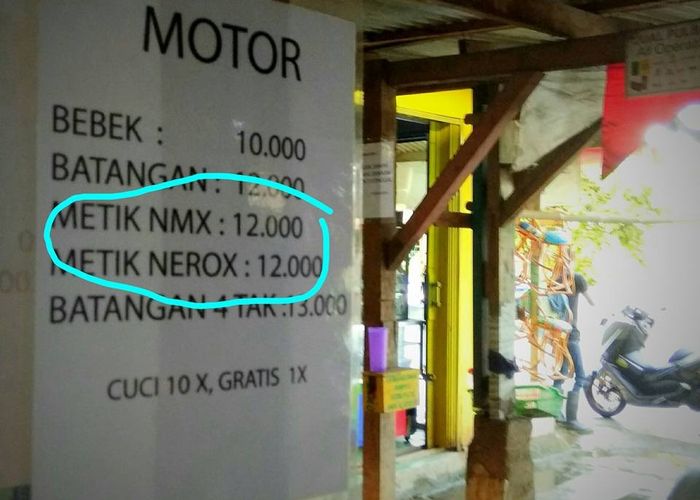 MOTOR
BEBEK : 10.000
BATANGAN : 12.000
METIK NMX : 12.000
METIK NEROX : 12.000
BATANGAN 4 TAK :13.000
CUCI 10 X, GRATIS 1X